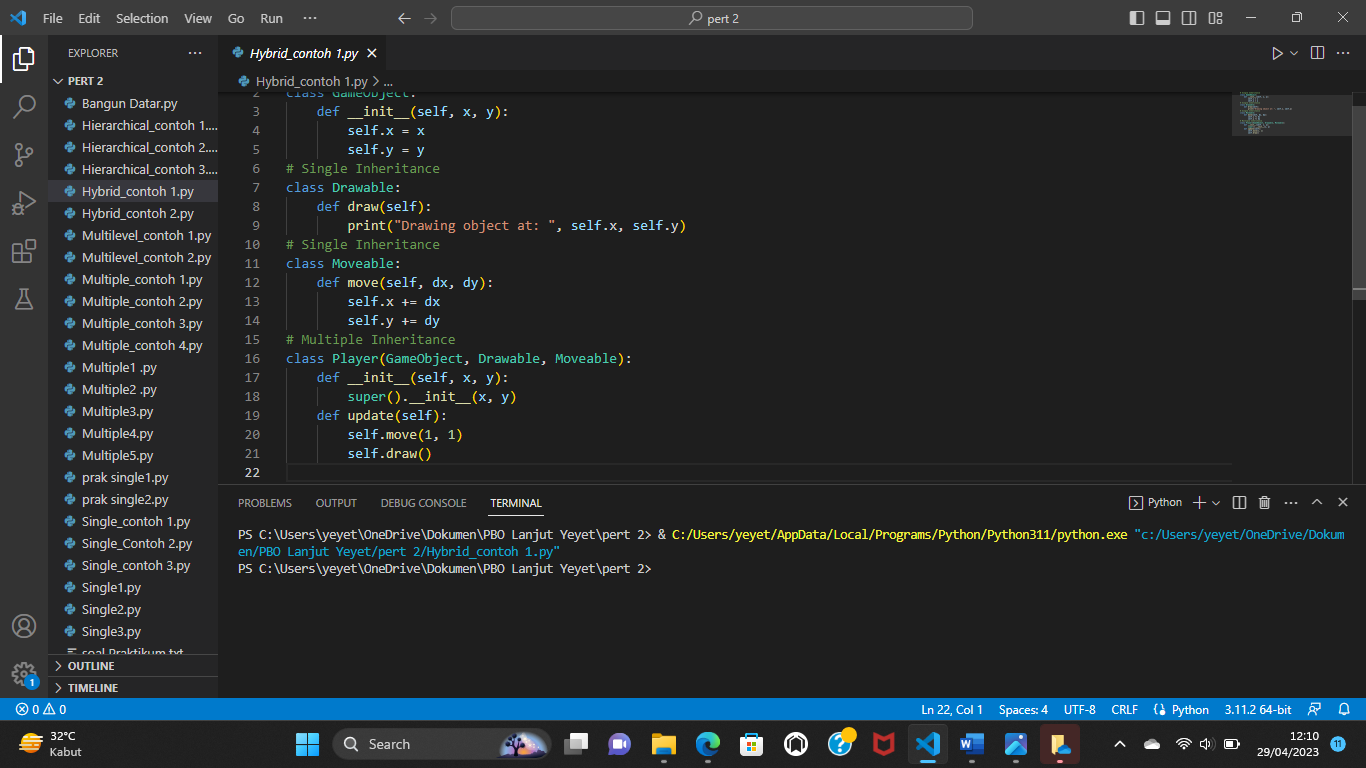 File Edit Selection View Go Run ···
pert 2
EXPLORER ···
Hybrid_contoh 1.py
PERT 2
Hybrid_contoh 1.py > ...
Bangun Datar.py
Hierarchical_contoh 1....
Hierarchical_contoh 2....
Hierarchical_contoh 3....
Hybrid_contoh 1.py
Hybrid_contoh 2.py
Multilevel_contoh 1.py
Multilevel_contoh 2.py
Multiple_contoh 1.py
Multiple_contoh 2.py
Multiple_contoh 3.py
Multiple_contoh 4.py
Multiple1 .py
Multiple2 .py
Multiple3.py
Multiple4.py
Multiple5.py
prak single1.py
prak single2.py
Single_contoh 1.py
Single_Contoh 2.py
Single_contoh 3.py
Single1.py
Single2.py
Single3.py
soal Praktikum.txt
OUTLINE
TIMELINE
2 class GameObject:
3     def __init__(self, x, y):
4         self.x = x
5         self.y = y
6 # Single Inheritance
7 class Drawable:
8     def draw(self):
9         print("Drawing object at: ", self.x, self.y)
10 # Single Inheritance
11 class Moveable:
12     def move(self, dx, dy):
13         self.x += dx
14         self.y += dy
15 # Multiple Inheritance
16 class Player(GameObject, Drawable, Moveable):
17     def __init__(self, x, y):
18         super().__init__(x, y)
19     def update(self):
20         self.move(1, 1)
21         self.draw()
22
PROBLEMS OUTPUT DEBUG CONSOLE TERMINAL
Python
PS C:\Users\yeyet\OneDrive\Dokumen\PBO Lanjut Yeyet\pert 2> & C:/Users/yeyet/AppData/Local/Programs/Python/Python311/python.exe "c:/Users/yeyet/OneDrive/Dokum
en/PBO Lanjut Yeyet/pert 2/Hybrid_contoh 1.py"
PS C:\Users\yeyet\OneDrive\Dokumen\PBO Lanjut Yeyet\pert 2>
1
0 0
Ln 22, Col 1 Spaces: 4 UTF-8 CRLF Python 3.11.2 64-bit
32°C
Kabut
Search
12:10
29/04/2023
11